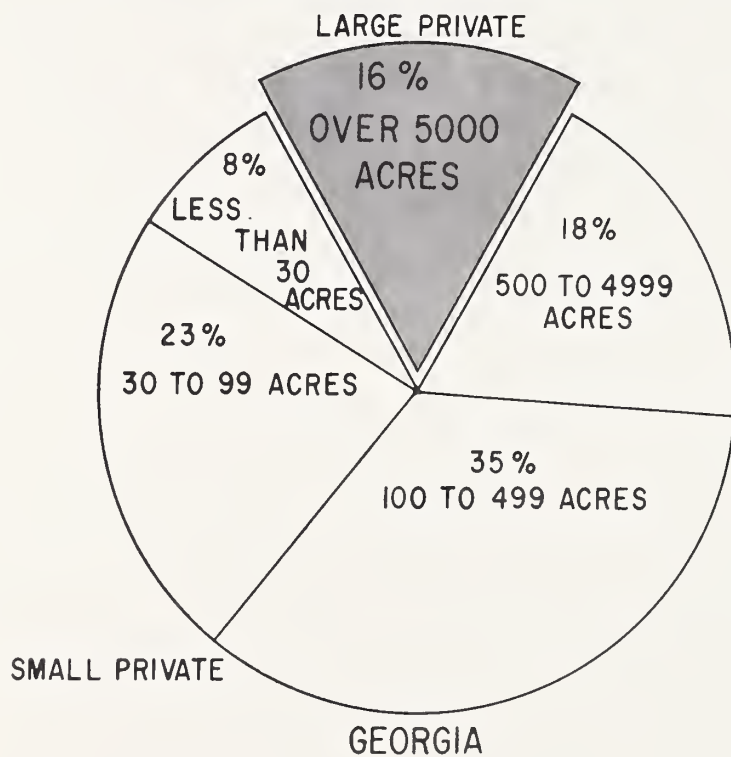 LARGE PRIVATE
16 %
OVER 5000
ACRES
8%
LESS
THAN
30
ACRES
18%
500 TO 4999
ACRES
23%
30 TO 99 ACRES
35%
100 TO 499 ACRES
SMALL PRIVATE
GEORGIA